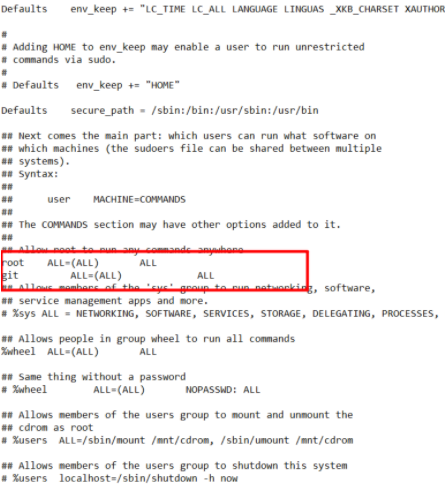 Defaults    env_keep += "LC_TIME LC_ALL LANGUAGE LINGUAS _XKB_CHARSET XAUTHOR
#
# Adding HOME to env_keep may enable a user to run unrestricted
# commands via sudo.
#
# Defaults   env_keep += "HOME"
Defaults    secure_path = /sbin:/bin:/usr/sbin:/usr/bin
## Next comes the main part: which users can run what software on
## which machines (the sudoers file can be shared between multiple
## systems).
## Syntax:
##
##      user    MACHINE=COMMANDS
##
## The COMMANDS section may have other options added to it.
##
## Allow root to run any commands anywhere
root    ALL=(ALL)       ALL
git         ALL=(ALL)             ALL
## Allows members of the 'sys' group to run networking, software,
## service management apps and more.
# %sys ALL = NETWORKING, SOFTWARE, SERVICES, STORAGE, DELEGATING, PROCESSES,
## Allows people in group wheel to run all commands
%wheel  ALL=(ALL)       ALL
## Same thing without a password
# %wheel        ALL=(ALL)       NOPASSWD: ALL
## Allows members of the users group to mount and unmount the
## cdrom as root
# %users  ALL=/sbin/mount /mnt/cdrom, /sbin/umount /mnt/cdrom
## Allows members of the users group to shutdown this system
# %users  localhost=/sbin/shutdown -h now